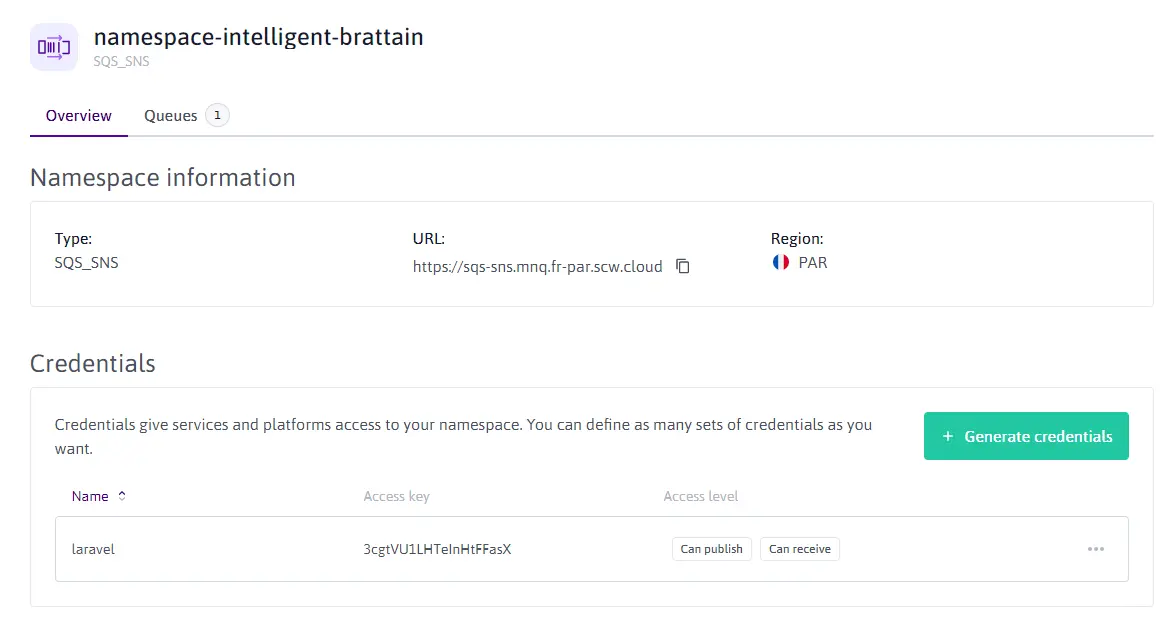 namespace-intelligent-brattain
SQS_SNS
Overview
Queues 1
Namespace information
Type:
SQS_SNS
URL:
https://sqs-sns.mnq.fr-par.scw.cloud
Region:
PAR
Credentials
Credentials give services and platforms access to your namespace. You can define as many sets of credentials as you
want.
+ Generate credentials
Name
Access key
Access level
laravel
3cgtVU1LHTeInHtFFasX
Can publish
Can receive